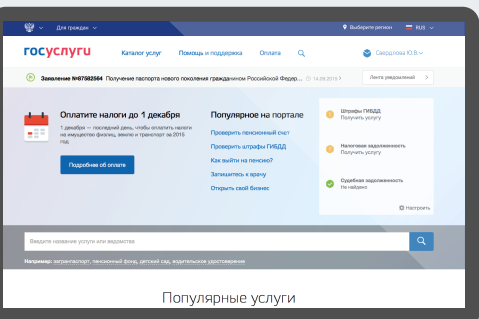 Для граждан
Выберите регион
RUS
госуслуги
Каталог услуг
Помощь и поддержка
Оплата
Свердлова Ю.В
Заявление №87582564 Получение паспорта нового поколения гражданином Российской Федер...
14.08.2015
Лента уведомлений
Оплатите налоги до 1 декабря
1 декабря — последний день, чтобы оплатить налоги
на имущество физлиц, землю и транспорт за 2015
год
Подробнее об оплате
Популярное на портале
Проверить пенсионный счет
Проверить штрафы ГИБДД
Как выйти на пенсию?
Запишитесь к врачу
Открыть свой бизнес
Штрафы ГИБДД
Получить услугу
Налоговая задолженность
Получить услугу
Судебная задолженность
Не найдено
Настроить
Введите название услуги или ведомства
Например: загранпаспорт, пенсионный фонд, детский сад, водительское удостоверение
Популярные услуги